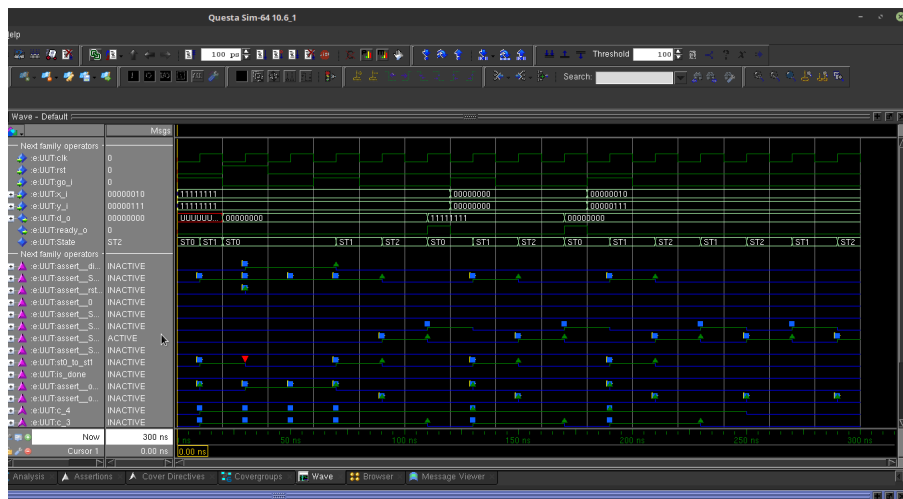 Questa Sim-64 10.6_1
elp
100 ps
Threshold 100
Search:
Wave - Default
Msgs
Next family operators
:e:UUT:clk 0
:e:UUT:rst 0
:e:UUT:go_i 0
:e:UUT:x_i 00000010 11111111 00000000 00000010
:e:UUT:y_i 00000111 11111111 00000000 00000111
:e:UUT:d_o 00000000 UUUUUU... 00000000 11111111 00000000
:e:UUT:ready_o 0
:e:UUT:State ST2 ST0 ST1 ST0 ST1 ST2 ST0 ST1 ST2 ST0 ST1 ST2 ST1 ST2 ST1 ST2
Next family operators
:e:UUT:assert__di... INACTIVE
:e:UUT:assert__S... INACTIVE
:e:UUT:assert__rst... INACTIVE
:e:UUT:assert__0 INACTIVE
:e:UUT:assert__S... INACTIVE
:e:UUT:assert__S... INACTIVE
:e:UUT:assert__S... ACTIVE
:e:UUT:assert__S... INACTIVE
:e:UUT:st0_to_st1 INACTIVE
:e:UUT:is_done INACTIVE
:e:UUT:assert__o... INACTIVE
:e:UUT:assert__o... INACTIVE
:e:UUT:c_4 INACTIVE
:e:UUT:c_3 INACTIVE
Now 300 ns ns 50 ns 100 ns 150 ns 200 ns 250 ns 300 ns
Cursor 1 0.00 ns 0.00 ns
Analysis Assertions Cover Directives Covergroups Wave Browser Message Viewer